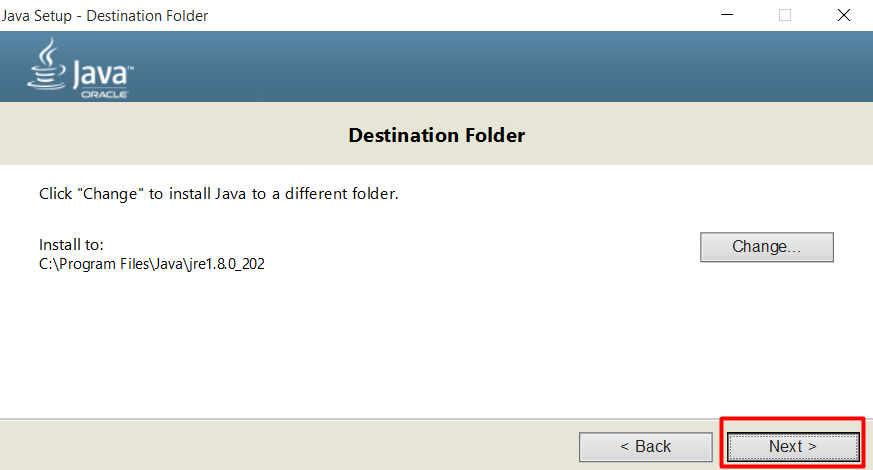 Java Setup - Destination Folder
Java™
ORACLE
Destination Folder
Click "Change" to install Java to a different folder.
Install to:
Change...
C:\Program Files\Java\jre1.8.0_202
< Back
Next >